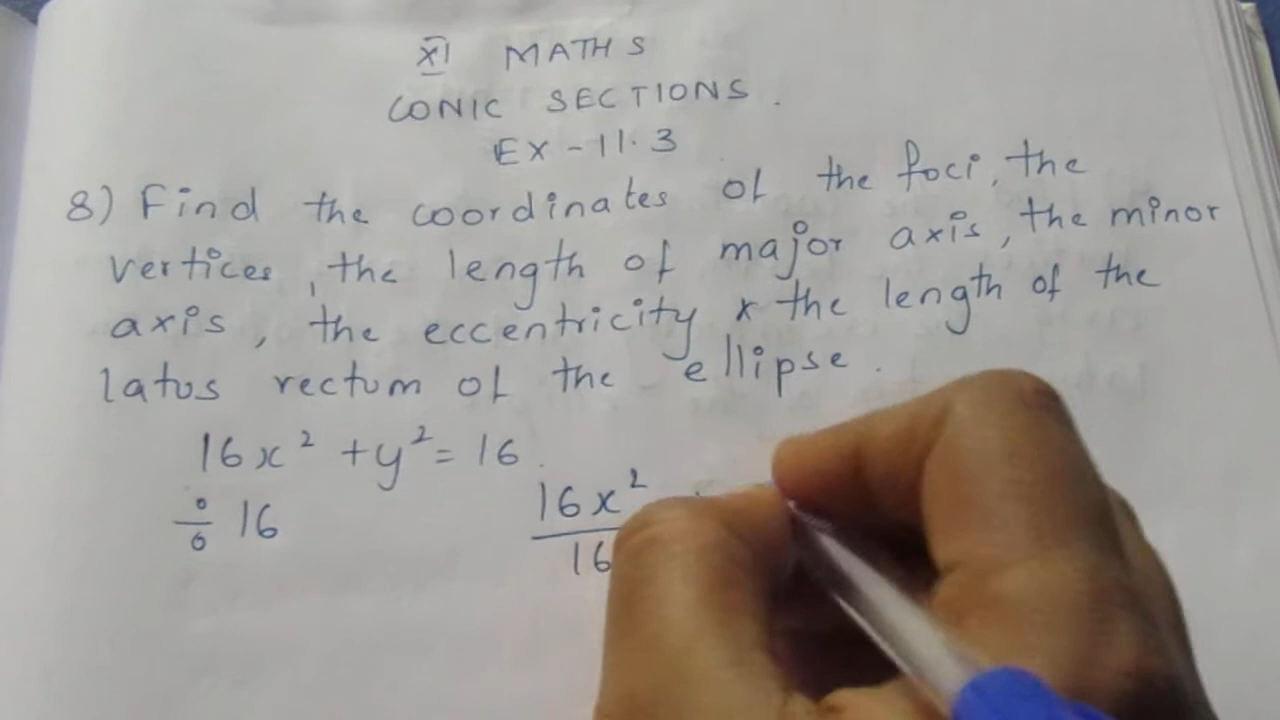 XI MATHS
CONIC SECTIONS.
EX - 11.3
8) Find the coordinates of the foci, the
vertices, the length of major axis, the minor
axis, the eccentricity & the length of the
latus rectum of the ellipse.
16x² + y² = 16.
÷ 16
16x²
16